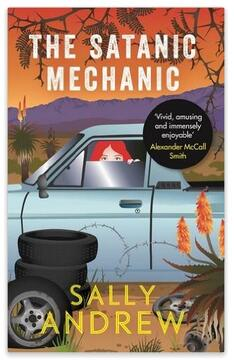 THE SATANIC
MECHANIC
'Vivid, amusing
and immensely
enjoyable'
Alexander McCall
Smith
SALLY
ANDREW